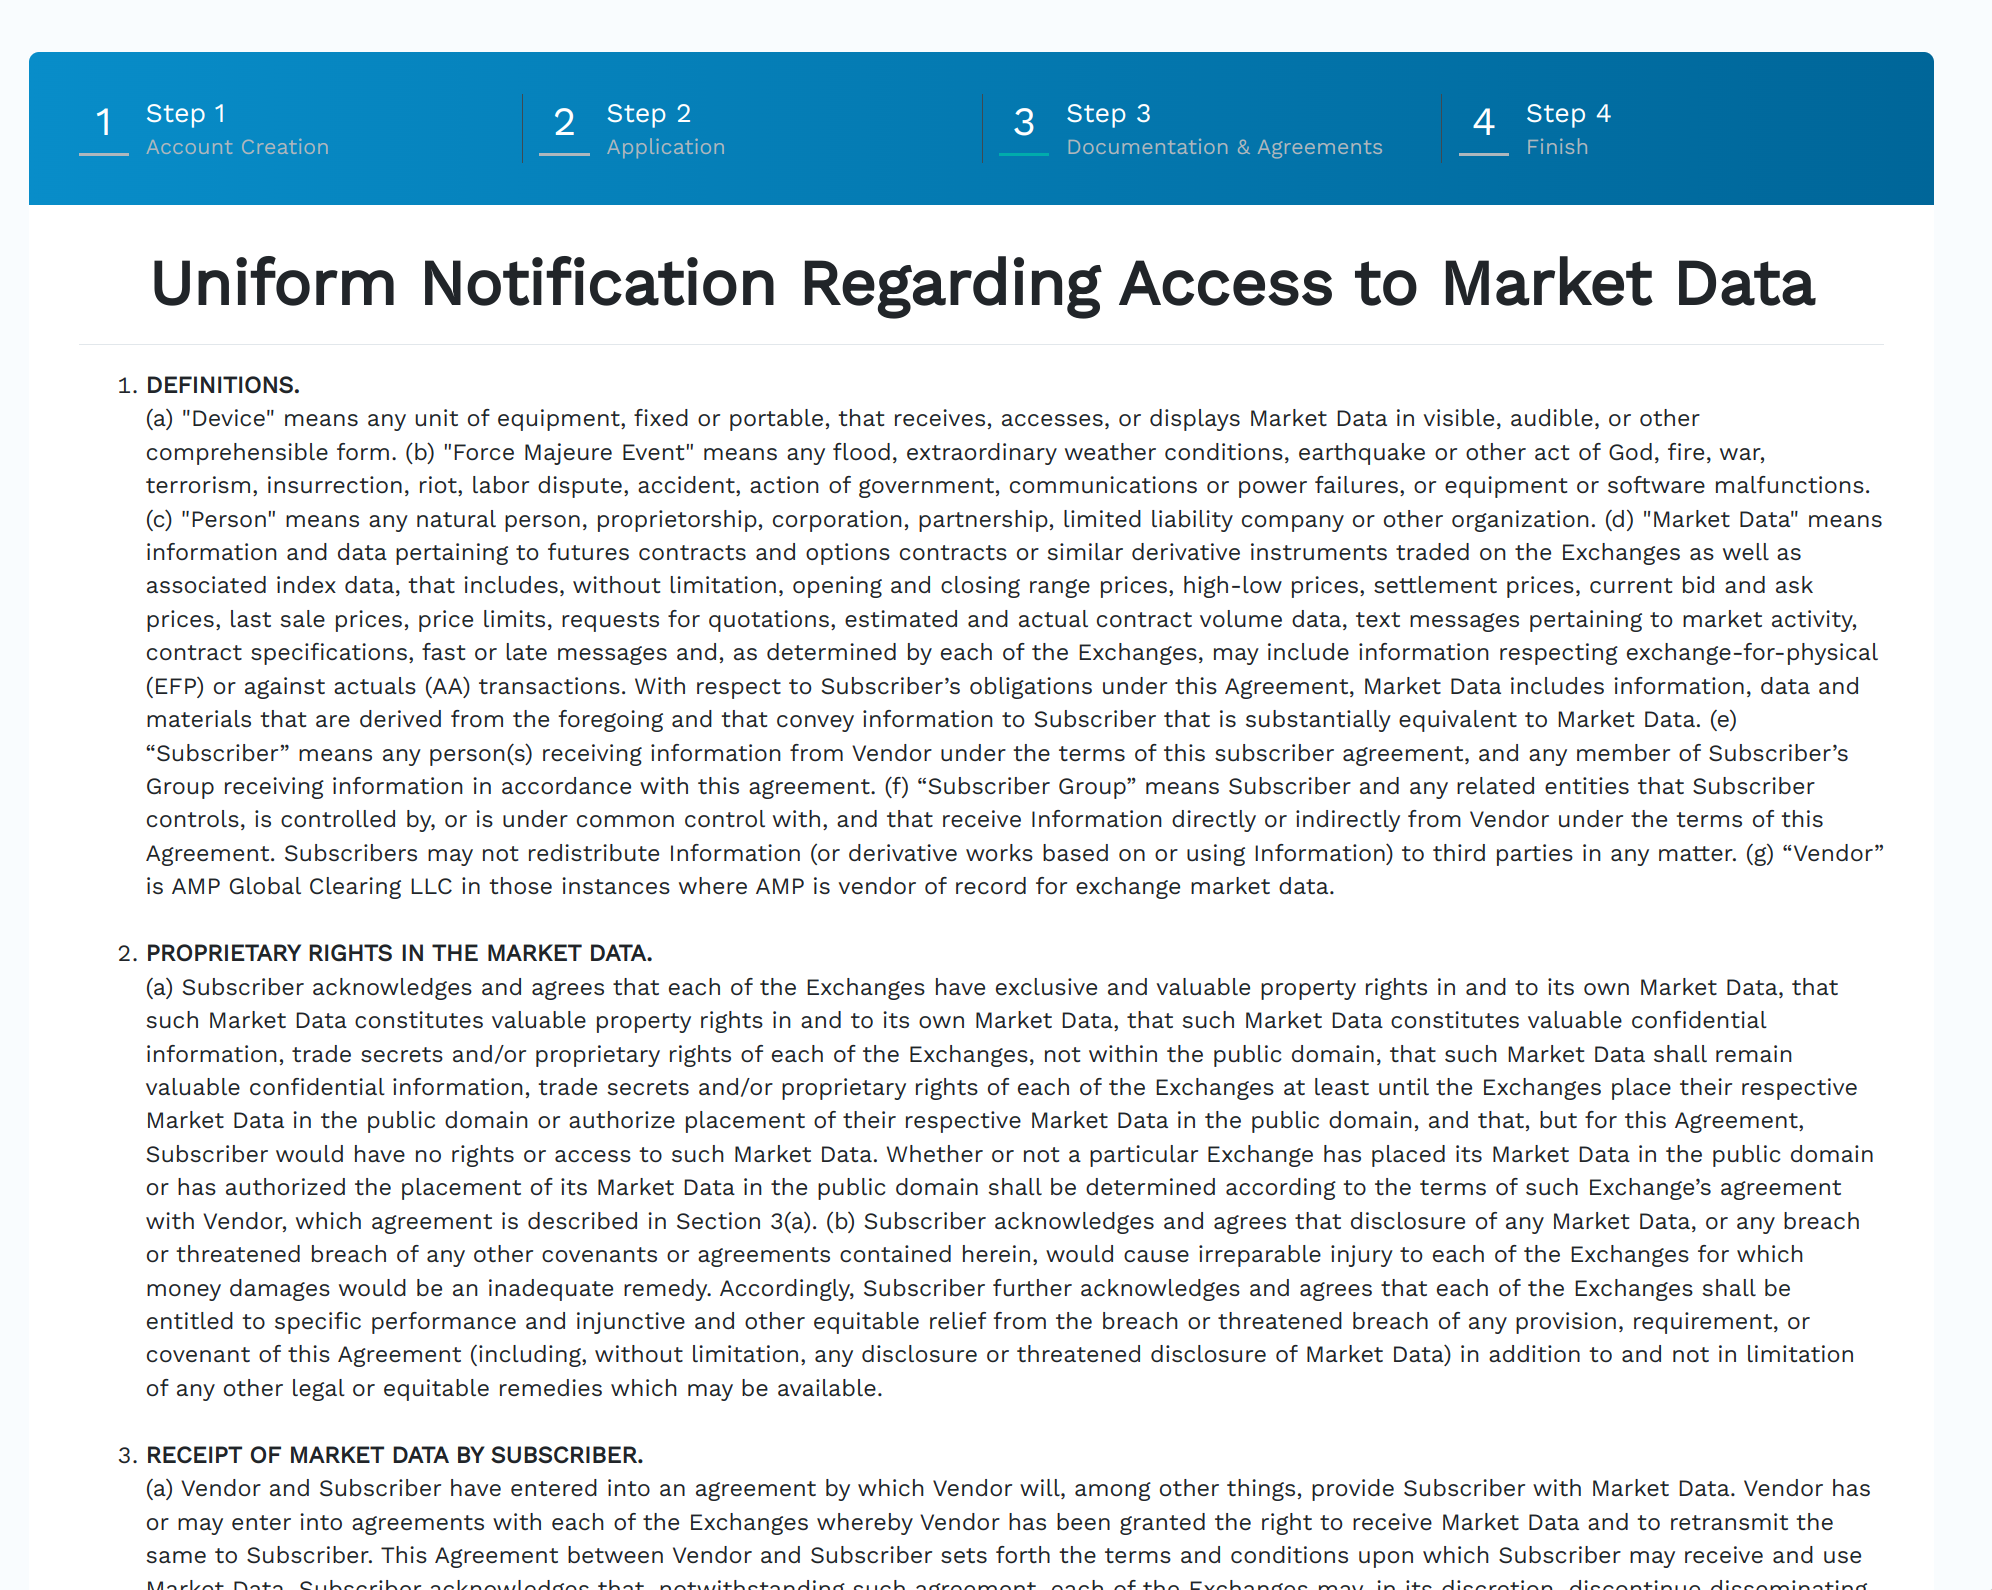 1
Step 1
Account Creation
2
Step 2
Application
3
Step 3
Documentation & Agreements
4
Step 4
Finish
Uniform Notification Regarding Access to Market Data
1. DEFINITIONS.
(a) "Device" means any unit of equipment, fixed or portable, that receives, accesses, or displays Market Data in visible, audible, or other
comprehensible form. (b) "Force Majeure Event" means any flood, extraordinary weather conditions, earthquake or other act of God, fire, war,
terrorism, insurrection, riot, labor dispute, accident, action of government, communications or power failures, or equipment or software malfunctions.
(c) "Person" means any natural person, proprietorship, corporation, partnership, limited liability company or other organization. (d) "Market Data" means
information and data pertaining to futures contracts and options contracts or similar derivative instruments traded on the Exchanges as well as
associated index data, that includes, without limitation, opening and closing range prices, high-low prices, settlement prices, current bid and ask
prices, last sale prices, price limits, requests for quotations, estimated and actual contract volume data, text messages pertaining to market activity,
contract specifications, fast or late messages and, as determined by each of the Exchanges, may include information respecting exchange-for-physical
(EFP) or against actuals (AA) transactions. With respect to Subscriber’s obligations under this Agreement, Market Data includes information, data and
materials that are derived from the foregoing and that convey information to Subscriber that is substantially equivalent to Market Data. (e)
“Subscriber” means any person(s) receiving information from Vendor under the terms of this subscriber agreement, and any member of Subscriber’s
Group receiving information in accordance with this agreement. (f) “Subscriber Group” means Subscriber and any related entities that Subscriber
controls, is controlled by, or is under common control with, and that receive Information directly or indirectly from Vendor under the terms of this
Agreement. Subscribers may not redistribute Information (or derivative works based on or using Information) to third parties in any matter. (g) “Vendor”
is AMP Global Clearing LLC in those instances where AMP is vendor of record for exchange market data.
2. PROPRIETARY RIGHTS IN THE MARKET DATA.
(a) Subscriber acknowledges and agrees that each of the Exchanges have exclusive and valuable property rights in and to its own Market Data, that
such Market Data constitutes valuable property rights in and to its own Market Data, that such Market Data constitutes valuable confidential
information, trade secrets and/or proprietary rights of each of the Exchanges, not within the public domain, that such Market Data shall remain
valuable confidential information, trade secrets and/or proprietary rights of each of the Exchanges at least until the Exchanges place their respective
Market Data in the public domain or authorize placement of their respective Market Data in the public domain, and that, but for this Agreement,
Subscriber would have no rights or access to such Market Data. Whether or not a particular Exchange has placed its Market Data in the public domain
or has authorized the placement of its Market Data in the public domain shall be determined according to the terms of such Exchange’s agreement
with Vendor, which agreement is described in Section 3(a). (b) Subscriber acknowledges and agrees that disclosure of any Market Data, or any breach
or threatened breach of any other covenants or agreements contained herein, would cause irreparable injury to each of the Exchanges for which
money damages would be an inadequate remedy. Accordingly, Subscriber further acknowledges and agrees that each of the Exchanges shall be
entitled to specific performance and injunctive and other equitable relief from the breach or threatened breach of any provision, requirement, or
covenant of this Agreement (including, without limitation, any disclosure or threatened disclosure of Market Data) in addition to and not in limitation
of any other legal or equitable remedies which may be available.
3. RECEIPT OF MARKET DATA BY SUBSCRIBER.
(a) Vendor and Subscriber have entered into an agreement by which Vendor will, among other things, provide Subscriber with Market Data. Vendor has
or may enter into agreements with each of the Exchanges whereby Vendor has been granted the right to receive Market Data and to retransmit the
same to Subscriber. This Agreement between Vendor and Subscriber sets forth the terms and conditions upon which Subscriber may receive and use
Market Data. Subscriber acknowledges that, notwithstanding such agreement, each of the Exchanges may, in its discretion, discontinue disseminating